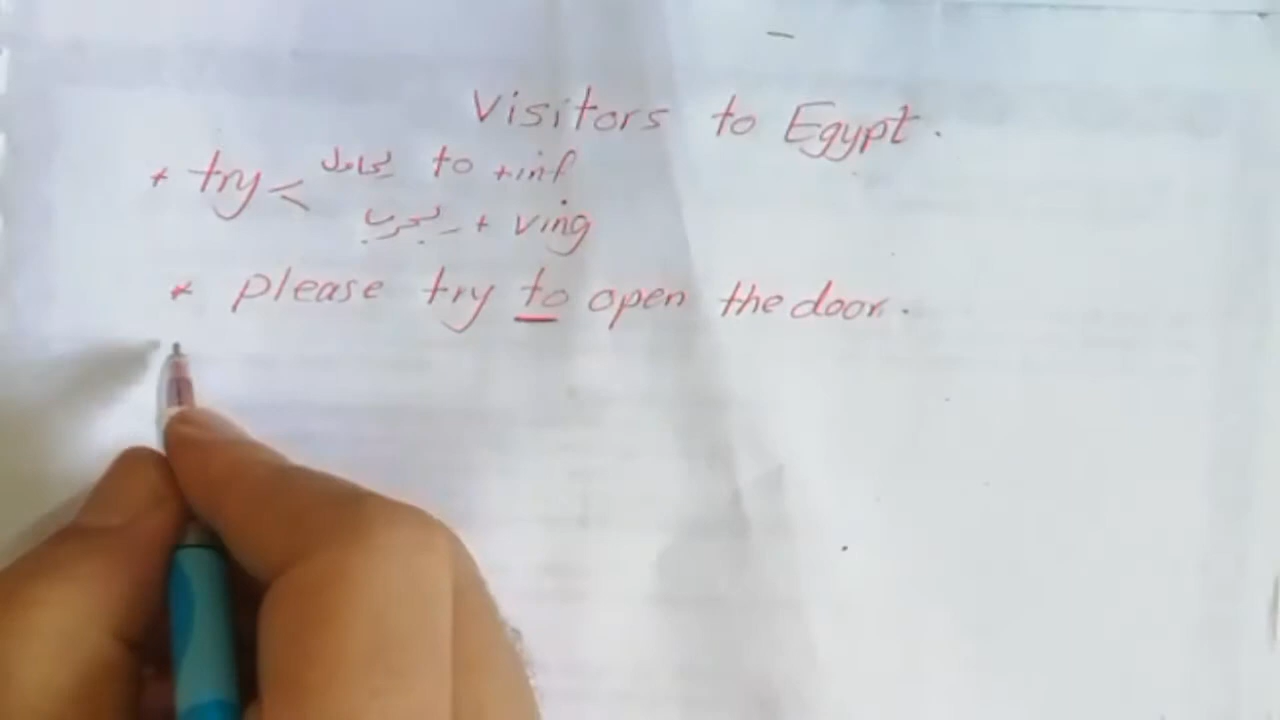 Visitors to Egypt.
+ try < يحاول to + inf
يجرب + ving
* please try to open the door.